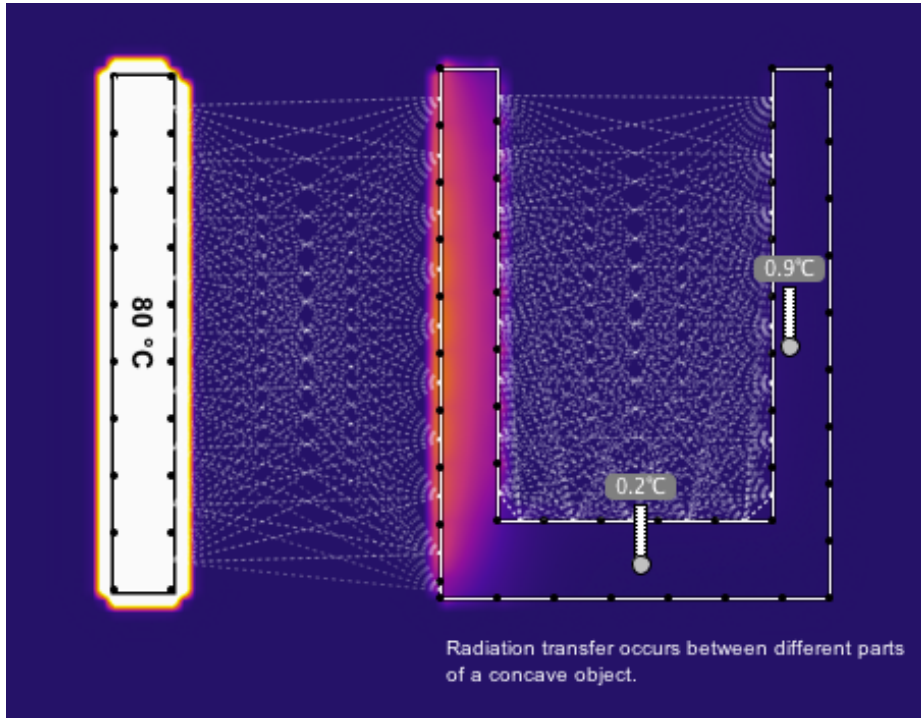 80 °C
0.9°C
0.2°C
Radiation transfer occurs between different parts
of a concave object.